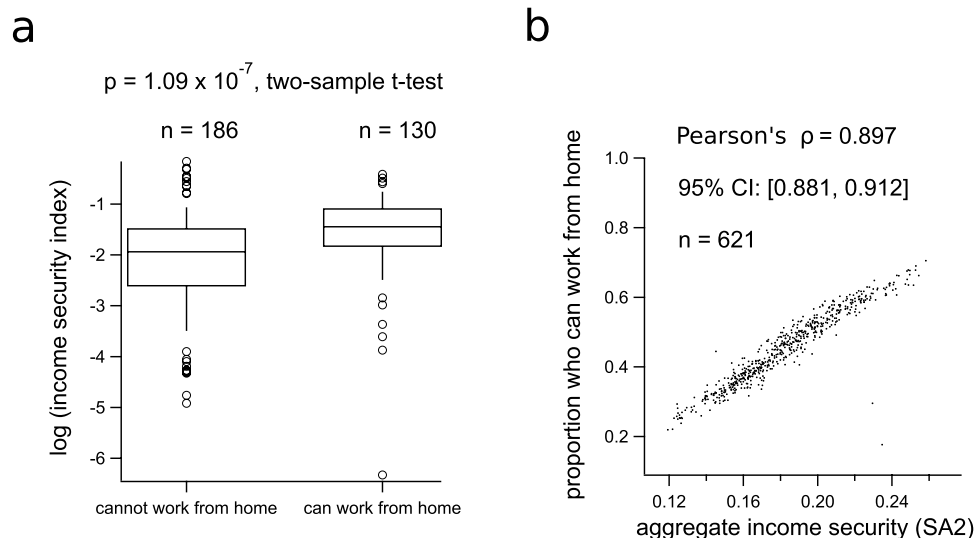 a
p = 1.09 x 10-7, two-sample t-test
n = 186
n = 130
log (income security index)
-1
-2
-3
-4
-5
-6
cannot work from home
can work from home
b
Pearson's ρ = 0.897
95% CI: [0.881, 0.912]
n = 621
proportion who can work from home
1.0
0.8
0.6
0.4
0.2
0.12
0.16
0.20
0.24
aggregate income security (SA2)